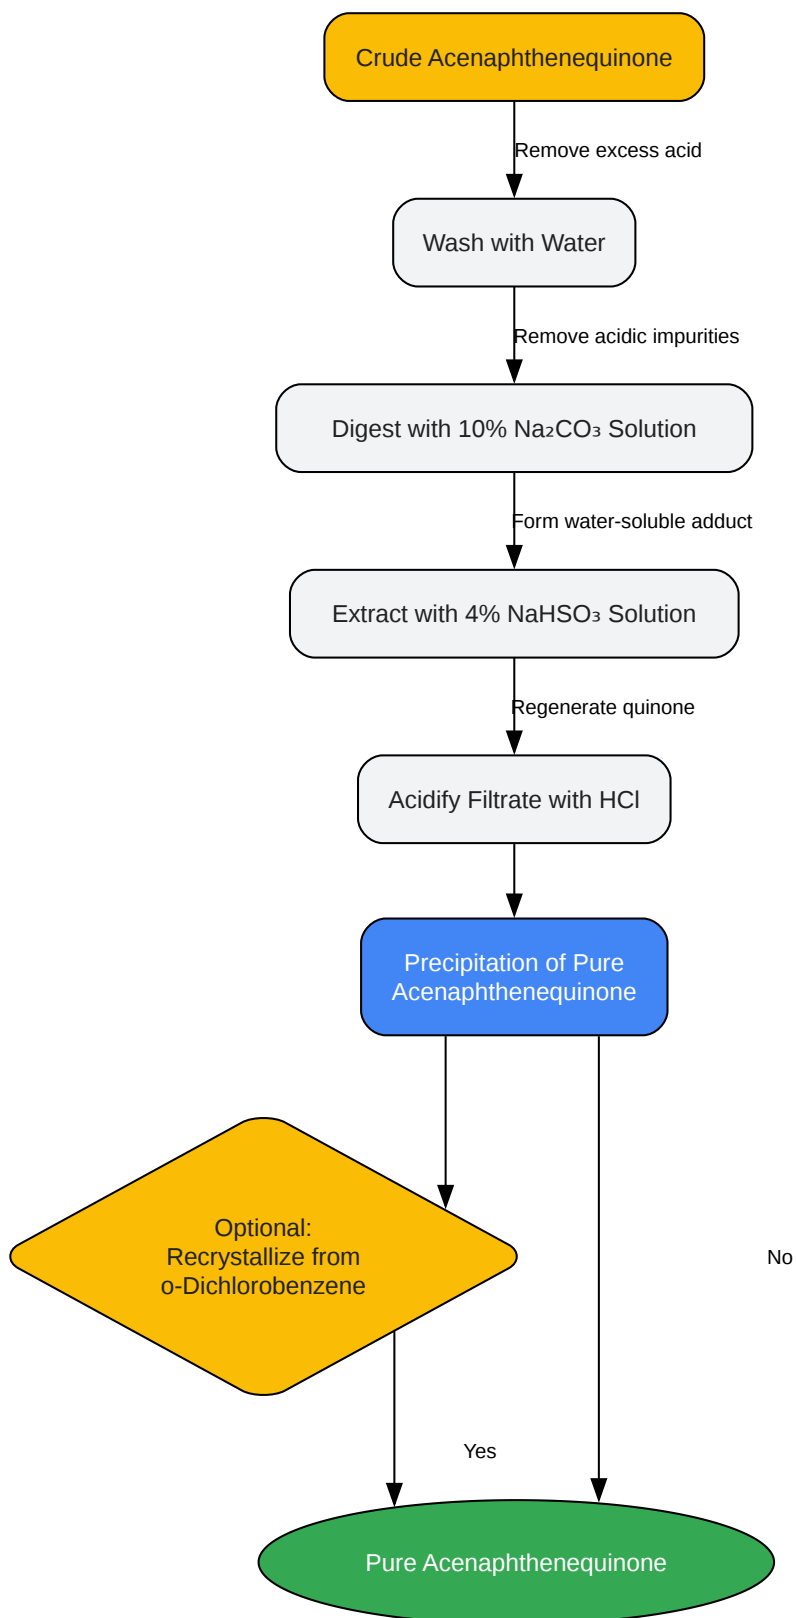 Crude Acenaphthenequinone
Remove excess acid
Wash with Water
Remove acidic impurities
Digest with 10% Na₂CO₃ Solution
Form water-soluble adduct
Extract with 4% NaHSO₃ Solution
Regenerate quinone
Acidify Filtrate with HCl
Precipitation of Pure
Acenaphthenequinone
Optional:
Recrystallize from
o-Dichlorobenzene
No
Yes
Pure Acenaphthenequinone